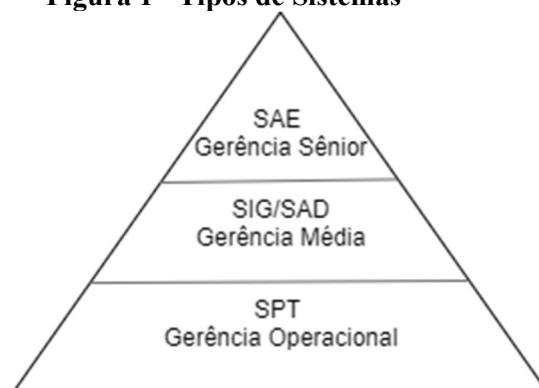 Figura 1 - Tipos de Sistemas
SAE
Gerência Sênior
SIG/SAD
Gerência Média
SPT
Gerência Operacional